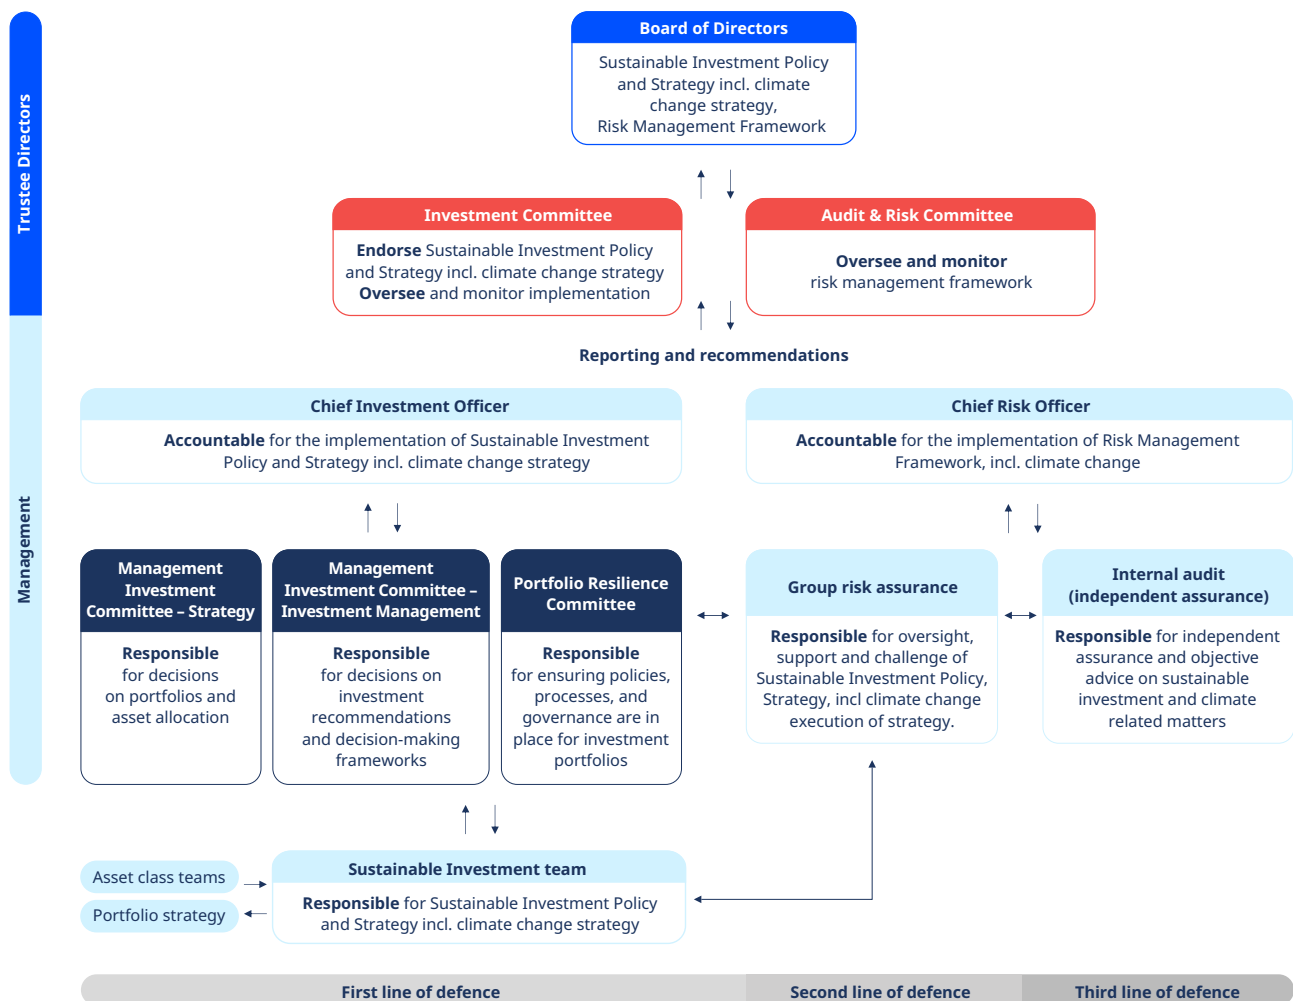 Trustee Directors
Board of Directors
Sustainable Investment Policy
and Strategy incl. climate
change strategy,
Risk Management Framework
Investment Committee
Endorse Sustainable Investment Policy
and Strategy incl. climate change strategy
Oversee and monitor implementation
Audit & Risk Committee
Oversee and monitor
risk management framework
Reporting and recommendations
Management
Chief Investment Officer
Accountable for the implementation of Sustainable Investment
Policy and Strategy incl. climate change strategy
Chief Risk Officer
Accountable for the implementation of Risk Management
Framework, incl. climate change
Management
Investment
Committee – Strategy
Responsible
for decisions
on portfolios and
asset allocation
Management
Investment Committee –
Investment Management
Responsible
for decisions on
investment
recommendations
and decision-making
frameworks
Portfolio Resilience
Committee
Responsible
for ensuring policies,
processes, and
governance are in
place for investment
portfolios
Group risk assurance
Responsible for oversight,
support and challenge of
Sustainable Investment Policy,
Strategy, incl climate change
execution of strategy.
Internal audit
(independent assurance)
Responsible for independent
assurance and objective
advice on sustainable
investment and climate
related matters
Asset class teams
Portfolio strategy
Sustainable Investment team
Responsible for Sustainable Investment Policy
and Strategy incl. climate change strategy
First line of defence
Second line of defence
Third line of defence